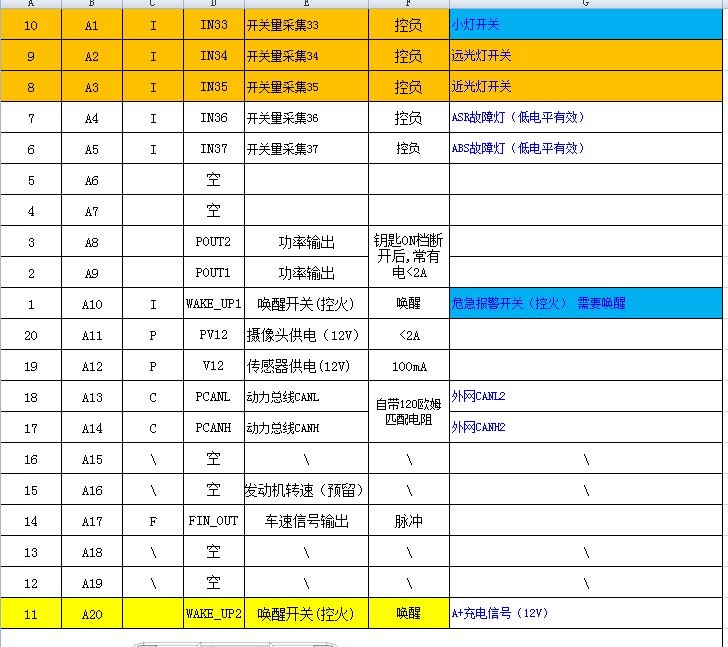 A B C D E F G
10 A1 I IN33 开关量采集33 控负 小灯开关
9 A2 I IN34 开关量采集34 控负 远光灯开关
8 A3 I IN35 开关量采集35 控负 近光灯开关
7 A4 I IN36 开关量采集36 控负 ASR故障灯（低电平有效）
6 A5 I IN37 开关量采集37 控负 ABS故障灯（低电平有效）
5 A6 空
4 A7 空
3 A8 POUT2 功率输出 钥匙ON档断
开后,常有
电<2A
2 A9 POUT1 功率输出
1 A10 I WAKE_UP1 唤醒开关(控火) 唤醒 危急报警开关（控火） 需要唤醒
20 A11 P PV12 摄像头供电（12V） <2A
19 A12 P V12 传感器供电(12V) 100mA
18 A13 C PCANL 动力总线CANL 自带120欧姆
匹配电阻 外网CANL2
17 A14 C PCANH 动力总线CANH 外网CANH2
16 A15 \ 空 \ \ \
15 A16 \ 空 发动机转速（预留） \ \
14 A17 F FIN_OUT 车速信号输出 脉冲
13 A18 \ 空 \ \ \
12 A19 \ 空 \ \ \
11 A20 WAKE_UP2 唤醒开关(控火) 唤醒 A+充电信号（12V）